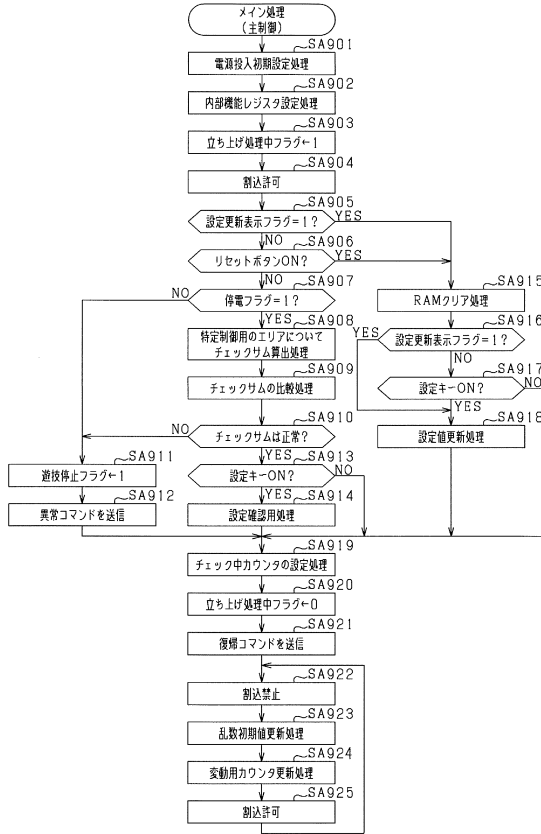 メイン処理
(主制御)
SA901
電源投入初期設定処理
SA902
内部機能レジスタ設定処理
SA903
立ち上げ処理中フラグ←1
SA904
割込許可
SA905
設定更新表示フラグ=1?
YES
NO
SA906
リセットボタンON?
YES
NO
SA907
停電フラグ=1?
NO
YES
SA908
特定制御用のエリアについて
チェックサム算出処理
SA909
チェックサムの比較処理
SA910
チェックサムは正常?
NO
YES
SA911
遊技停止フラグ←1
SA912
異常コマンドを送信
SA913
設定キーON?
NO
YES
SA914
設定確認用処理
SA915
RAMクリア処理
SA916
設定更新表示フラグ=1?
YES
NO
SA917
設定キーON?
NO
YES
SA918
設定値更新処理
SA919
チェック中カウンタの設定処理
SA920
立ち上げ処理中フラグ←0
SA921
復帰コマンドを送信
SA922
割込禁止
SA923
乱数初期値更新処理
SA924
変動用カウンタ更新処理
SA925
割込許可